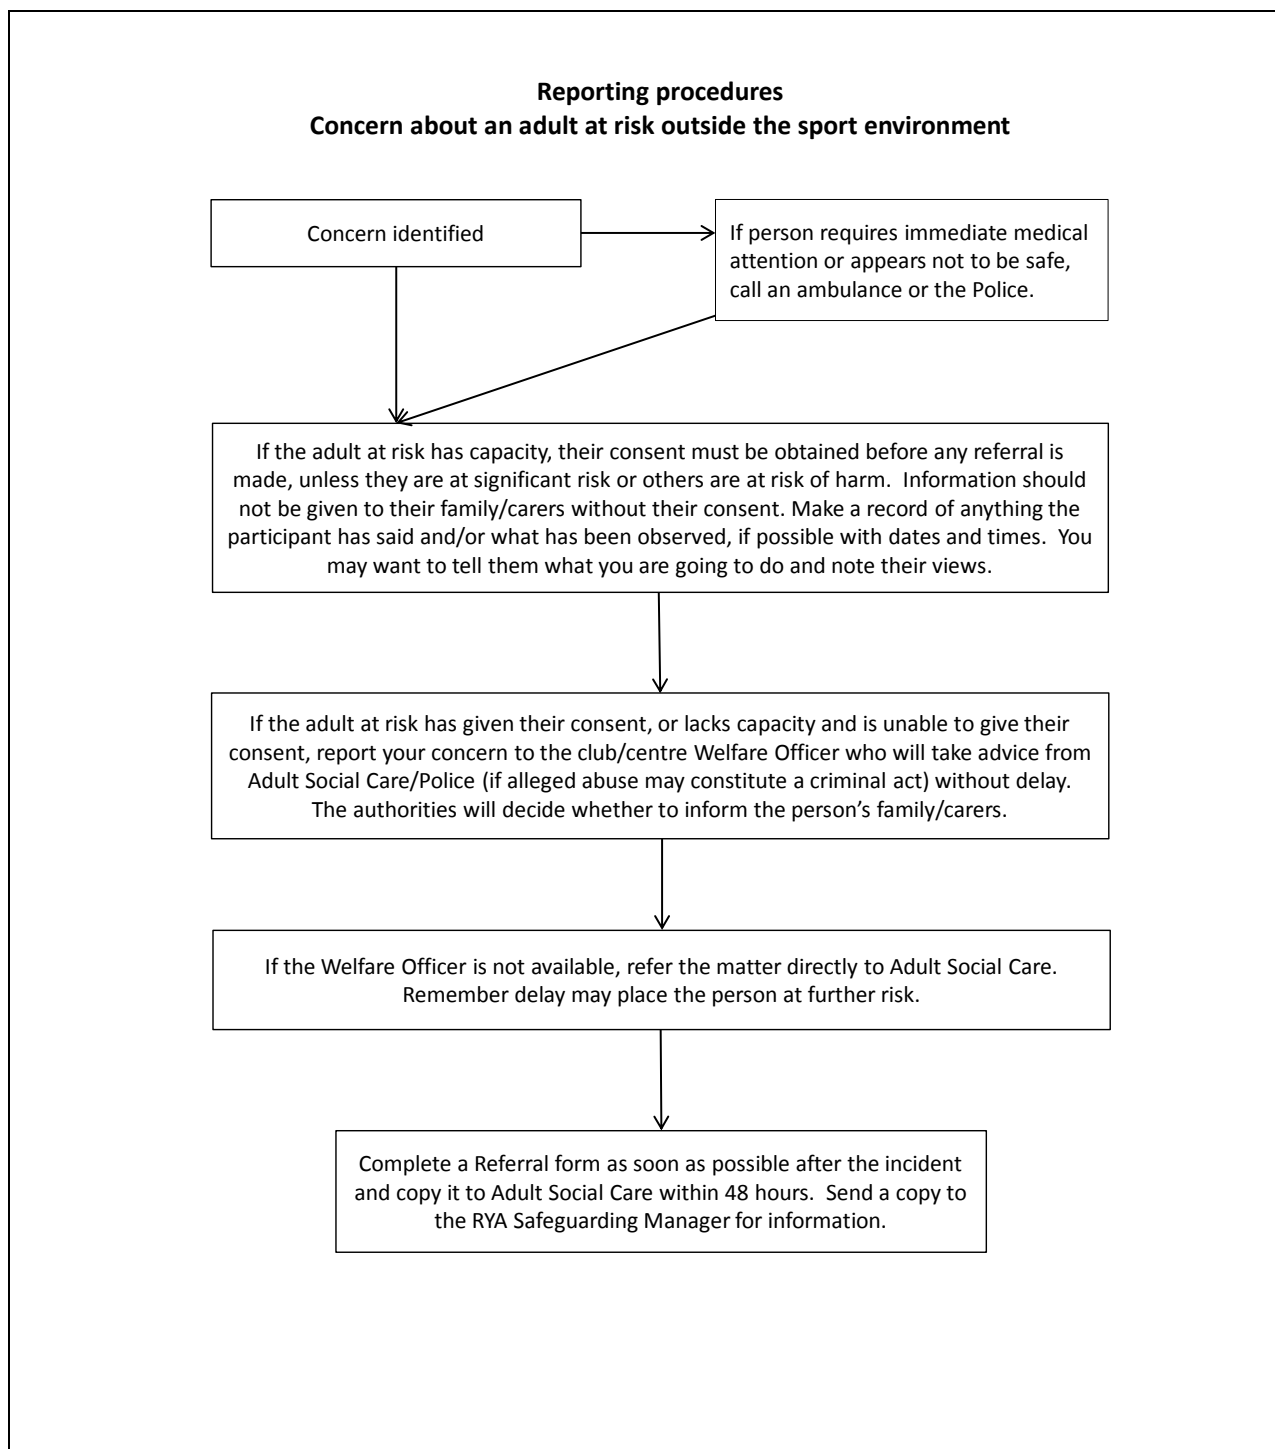 Reporting procedures
Concern about an adult at risk outside the sport environment
Concern identified
If person requires immediate medical
attention or appears not to be safe,
call an ambulance or the Police.
If the adult at risk has capacity, their consent must be obtained before any referral is
made, unless they are at significant risk or others are at risk of harm.  Information should
not be given to their family/carers without their consent. Make a record of anything the
participant has said and/or what has been observed, if possible with dates and times.  You
may want to tell them what you are going to do and note their views.
If the adult at risk has given their consent, or lacks capacity and is unable to give their
consent, report your concern to the club/centre Welfare Officer who will take advice from
Adult Social Care/Police (if alleged abuse may constitute a criminal act) without delay.
The authorities will decide whether to inform the person’s family/carers.
If the Welfare Officer is not available, refer the matter directly to Adult Social Care.
Remember delay may place the person at further risk.
Complete a Referral form as soon as possible after the incident
and copy it to Adult Social Care within 48 hours.  Send a copy to
the RYA Safeguarding Manager for information.